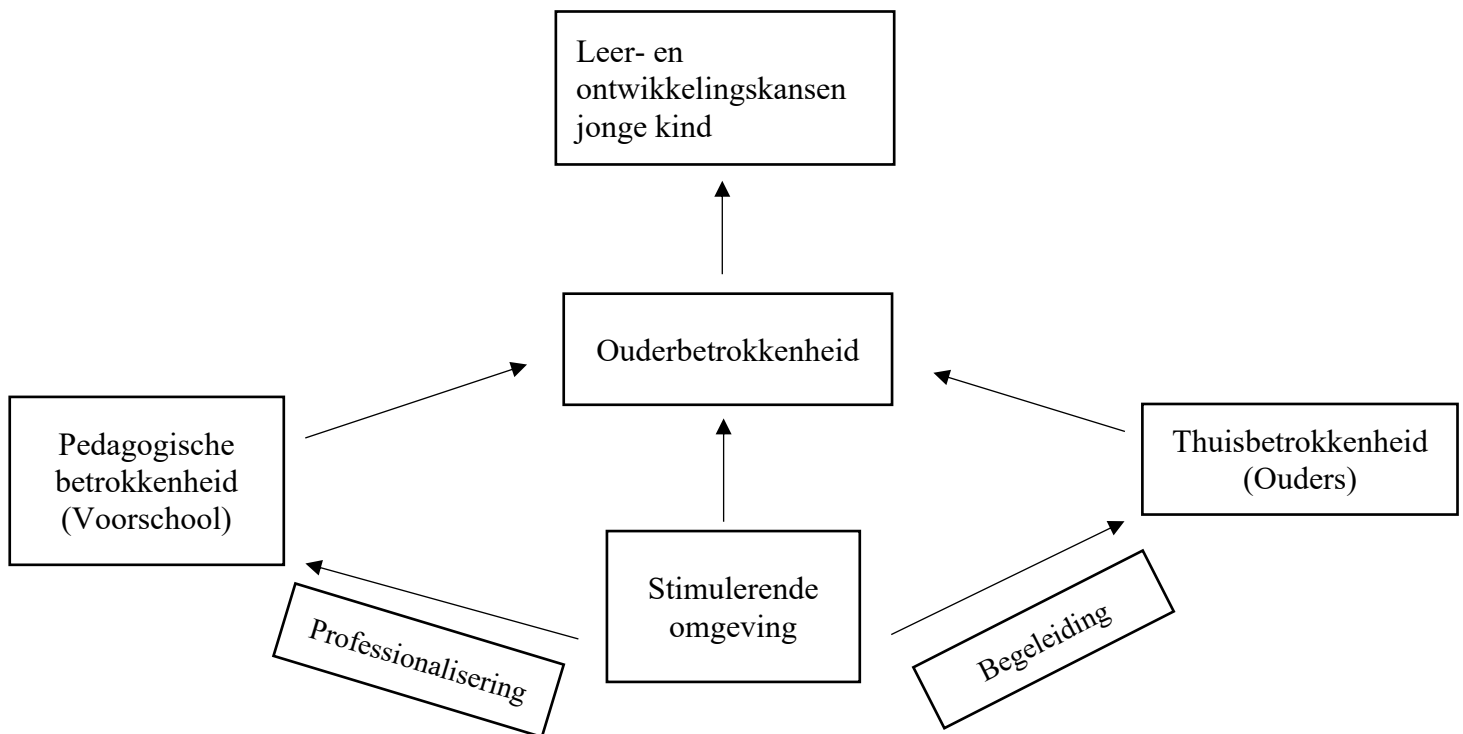 Leer- en
ontwikkelingskansen
jonge kind
Ouderbetrokkenheid
Pedagogische
betrokkenheid
(Voorschool)
Thuisbetrokkenheid
(Ouders)
Stimulerende
omgeving
Professionalisering
Begeleiding